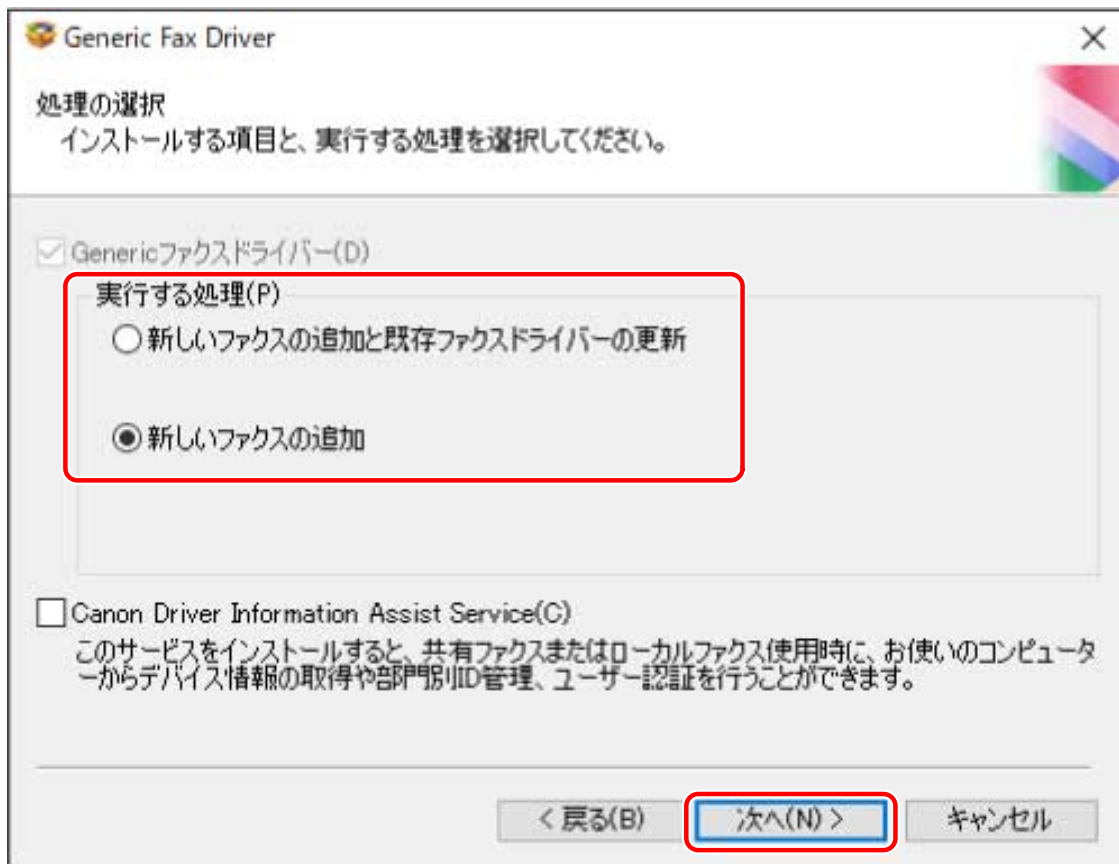 Generic Fax Driver
処理の選択
インストールする項目と、実行する処理を選択してください。
Genericファクスドライバー(D)
実行する処理(P)
新しいファクスの追加と既存ファクスドライバーの更新
新しいファクスの追加
Canon Driver Information Assist Service(C)
このサービスをインストールすると、共有ファクスまたはローカルファクス使用時に、お使いのコンピュータ
ーからデバイス情報の取得や部門別ID管理、ユーザー認証を行うことができます。
< 戻る(B) 次へ(N) > キャンセル